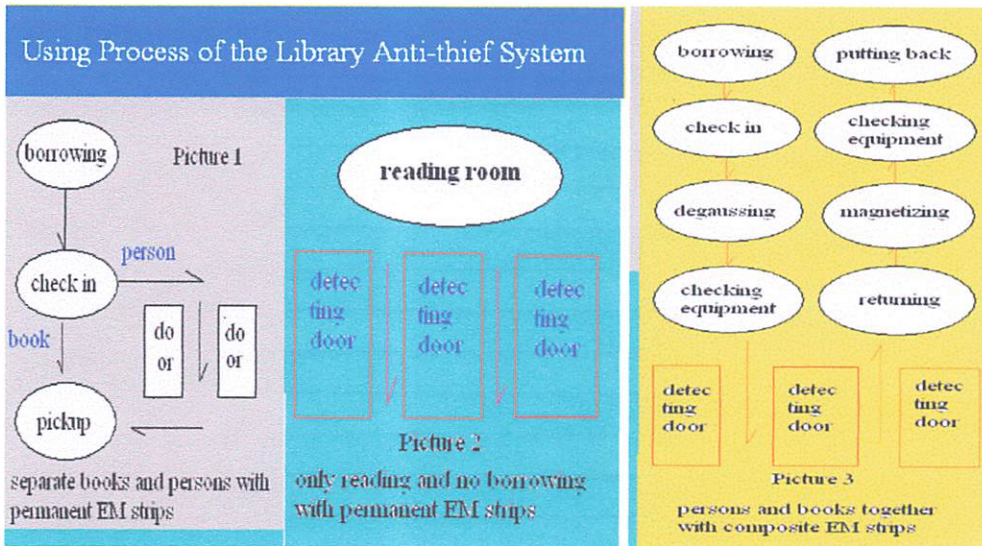 Using Process of the Library Anti-thief System
borrowing
Picture 1
check in
person
book
do
or
do
or
pickup
separate books and persons with
permanent EM strips
reading room
detec
ting
door
detec
ting
door
detec
ting
door
Picture 2
only reading and no borrowing
with permanent EM strips
borrowing
check in
degaussing
checking
equipment
putting back
checking
equipment
magnetizing
returning
detec
ting
door
detec
ting
door
detec
ting
door
Picture 3
persons and books together
with composite EM strips